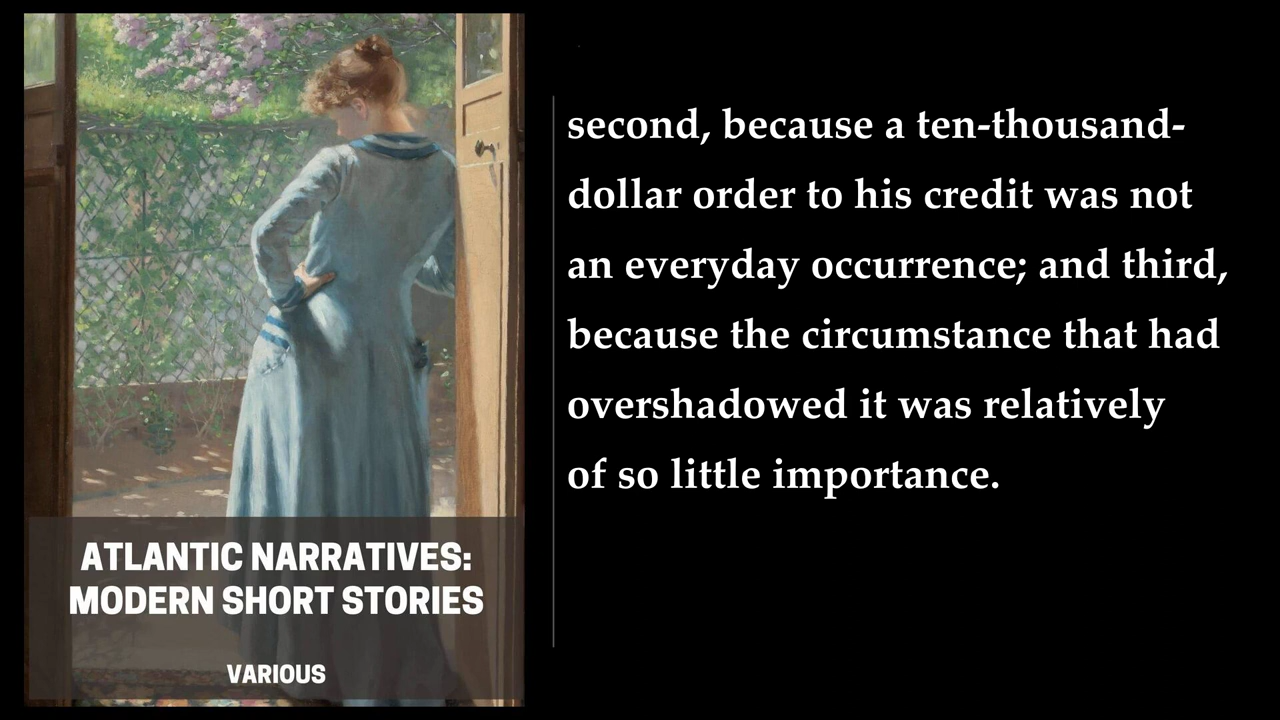 second, because a ten-thousand-
dollar order to his credit was not
an everyday occurrence; and third,
because the circumstance that had
overshadowed it was relatively
of so little importance.
ATLANTIC NARRATIVES:
MODERN SHORT STORIES
VARIOUS